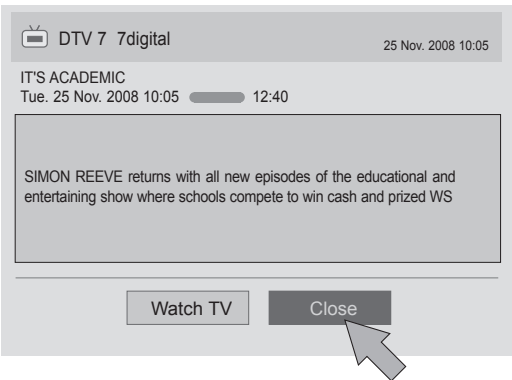 DTV 7 7digital 25 Nov. 2008 10:05
IT'S ACADEMIC
Tue. 25 Nov. 2008 10:05 12:40
SIMON REEVE returns with all new episodes of the educational and
entertaining show where schools compete to win cash and prized WS
Watch TV Close